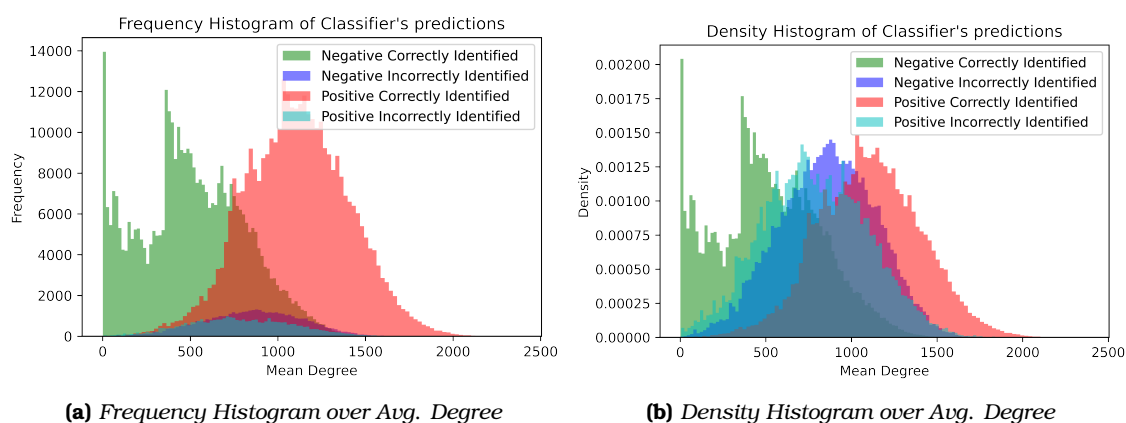 Frequency Histogram of Classifier's predictions
14000
12000
10000
8000
6000
4000
2000
0
Frequency
Negative Correctly Identified
Negative Incorrectly Identified
Positive Correctly Identified
Positive Incorrectly Identified
0 500 1000 1500 2000 2500
Mean Degree
(a) Frequency Histogram over Avg. Degree
Density Histogram of Classifier's predictions
0.00200
0.00175
0.00150
0.00125
0.00100
0.00075
0.00050
0.00025
0.00000
Density
Negative Correctly Identified
Negative Incorrectly Identified
Positive Correctly Identified
Positive Incorrectly Identified
0 500 1000 1500 2000 2500
Mean Degree
(b) Density Histogram over Avg. Degree